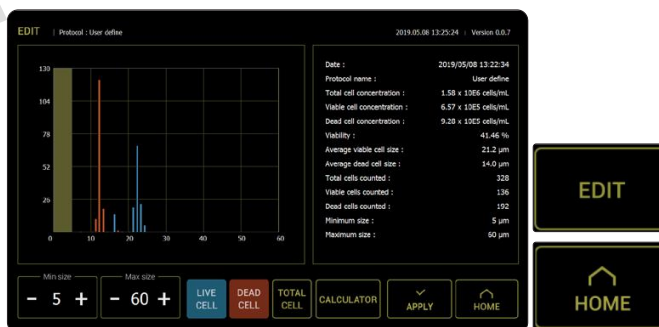 EDIT | Protocol : User define 2019.05.08 13:25:24 | Version 0.0.7
130
104
78
52
26
0 10 20 30 40 50 60
Date : 2019/05/08 13:22:34
Protocol name : User define
Total cell concentration : 1.58 x 10E6 cells/mL
Viable cell concentration : 6.57 x 10E5 cells/mL
Dead cell concentration : 9.28 x 10E5 cells/mL
Viability : 41.46 %
Average viable cell size : 21.2 μm
Average dead cell size : 14.0 μm
Total cells counted : 328
Viable cells counted : 136
Dead cells counted : 192
Minimum size : 5 μm
Maximum size : 60 μm
Min size
- 5 +
Max size
- 60 +
LIVE
CELL
DEAD
CELL
TOTAL
CELL
CALCULATOR
APPLY
HOME
EDIT
HOME